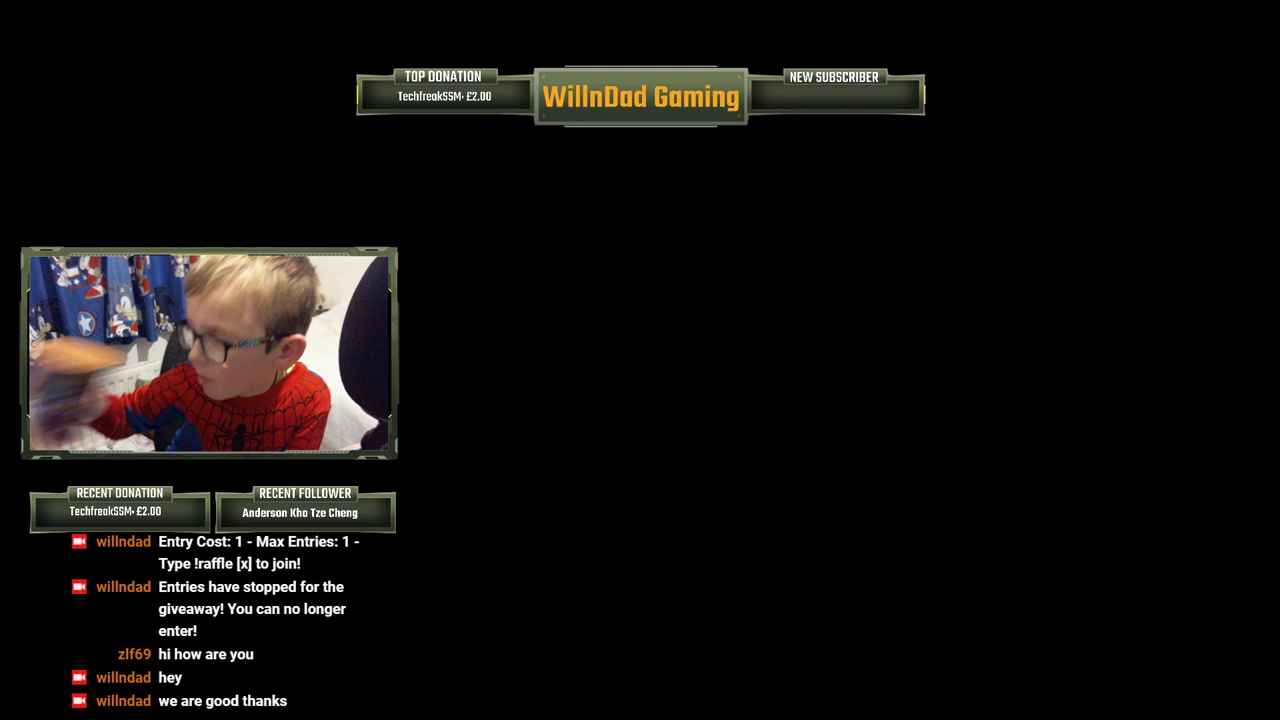 TOP DONATION
TechfreakSSM: £2.00
WillnDad Gaming
NEW SUBSCRIBER
RECENT DONATION
TechfreakSSM: £2.00
RECENT FOLLOWER
Anderson Kho Tze Cheng
willndad Entry Cost: 1 - Max Entries: 1 -
Type !raffle [x] to join!
willndad Entries have stopped for the
giveaway! You can no longer
enter!
zlf69 hi how are you
willndad hey
willndad we are good thanks